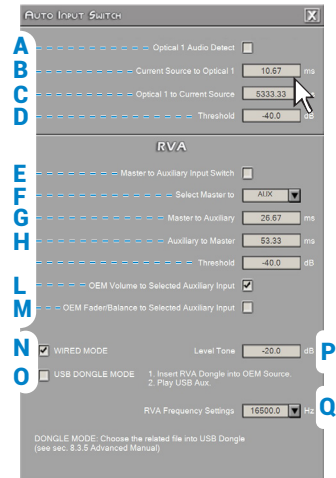 Auto Input Switch X
A Optical 1 Audio Detect
B Current Source to Optical 1 10.67 ms
C Optical 1 to Current Source 5333.33 ms
D Threshold -40.0 dB
RVA
E Master to Auxiliary Input Switch
F Select Master to AUX
G Master to Auxiliary 26.67 ms
H Auxiliary to Master 53.33 ms
Threshold -40.0 dB
L OEM Volume to Selected Auxiliary Input
M OEM Fader/Balance to Selected Auxiliary Input
N WIRED MODE Level Tone -20.0 dB P
O USB DONGLE MODE 1. Insert RVA Dongle into OEM Source.
2. Play USB Aux.
RVA Frequency Settings 16500.0 Hz Q
DONGLE MODE: Choose the related file into USB Dongle
(see sec. 8.3.5 Advanced Manual)